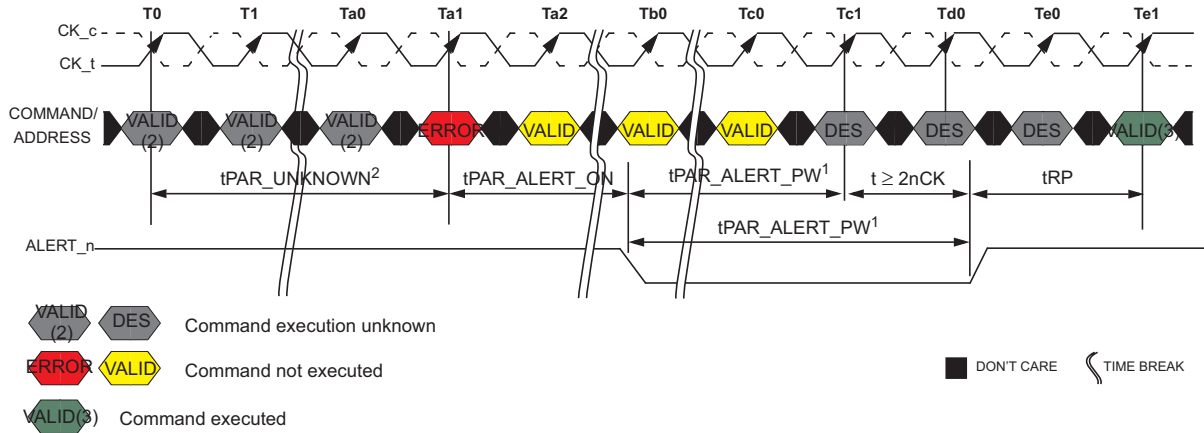 T0 T1 Ta0 Ta1 Ta2 Tb0 Tc0 Tc1 Td0 Te0 Te1
CK_c
CK_t
COMMAND/
ADDRESS
VALID
(2)
VALID
(2)
VALID
(2)
ERROR
VALID
VALID
VALID
DES
DES
DES
VALID(3)
tPAR_UNKNOWN² tPAR_ALERT_ON tPAR_ALERT_PW¹ t ≥ 2nCK tRP
tPAR_ALERT_PW¹
ALERT_n
VALID
(2)
DES
Command execution unknown
ERROR VALID Command not executed
DON'T CARE TIME BREAK
VALID(3) Command executed